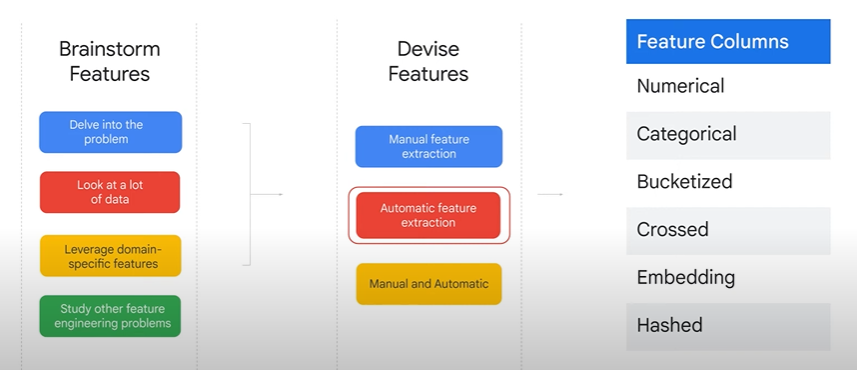 Brainstorm
Features
Delve into the
problem
Look at a lot
of data
Leverage domain-
specific features
Study other feature
engineering problems
Devise
Features
Manual feature
extraction
Automatic feature
extraction
Manual and Automatic
Feature Columns
Numerical
Categorical
Bucketized
Crossed
Embedding
Hashed